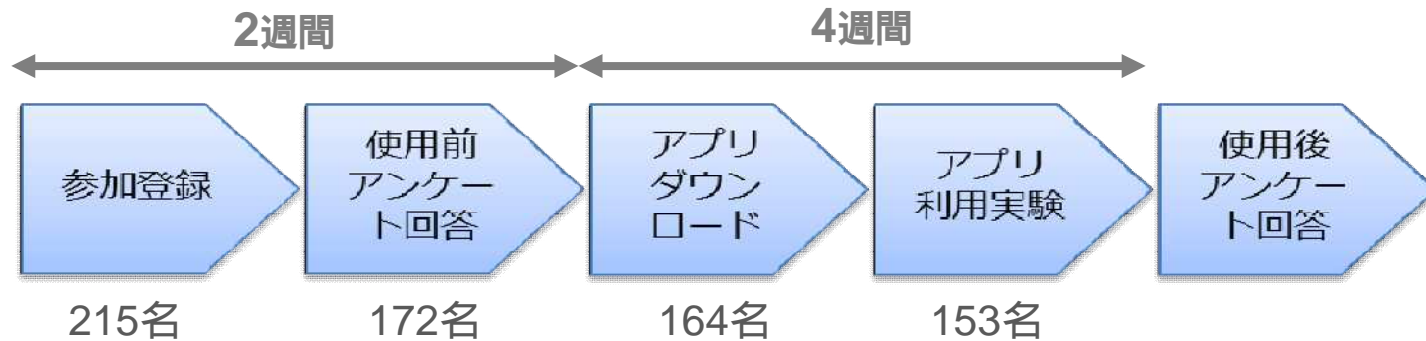 2週間
4週間
参加登録
使用前
アンケー
ト回答
アプリ
ダウン
ロード
アプリ
利用実験
使用後
アンケー
ト回答
215名
172名
164名
153名